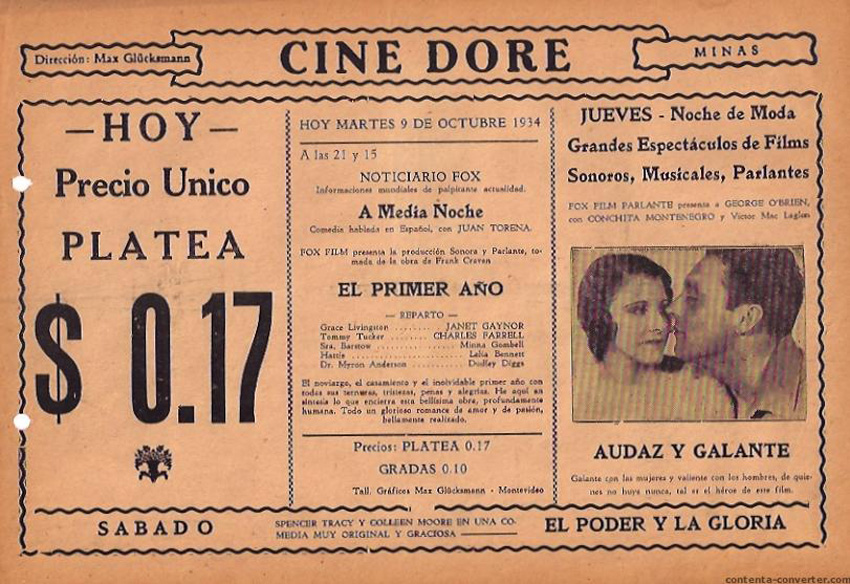 Dirección: Max Glücksmann
CINE DORE
MINAS
—HOY—
Precio Unico
PLATEA
$ 0.17
HOY MARTES 9 DE OCTUBRE 1934
A las 21 y 15
NOTICIARIO FOX
Informaciones mundiales de palpitante actualidad.
A Media Noche
Comedia hablada en Español, con JUAN TORENA.
FOX FILM presenta la producción Sonora y Parlante, to-
mada de la obra de Frank Craven
EL PRIMER AÑO
— REPARTO —
Grace Livingston ........ JANET GAYNOR
Tommy Tucker ........ CHARLES FARRELL
Sra. Barstow .................. Minna Gombell
Hattie ........................ Lelia Bennett
Dr. Myron Anderson ............ Dudley Diggs
El noviazgo, el casamiento y el inolvidable primer año con
todas sus ternuras, tristezas, penas y alegrías. He aquí en
síntesis lo que encierra esta bellísima obra, profundamente
humana. Todo un glorioso romance de amor y de pasión,
bellamente realizado.
Precios: PLATEA 0.17
GRADAS 0.10
Tall. Gráficos Max Glücksmann - Montevideo
JUEVES - Noche de Moda
Grandes Espectáculos de Films
Sonoros, Musicales, Parlantes
FOX FILM PARLANTE presenta a GEORGE O'BRIEN,
con CONCHITA MONTENEGRO y Victor Mac Laglen
AUDAZ Y GALANTE
Galante con las mujeres y valiente con los hombres, de quie-
nes no huye nunca, tal es el héroe de este film.
SABADO
SPENCER TRACY Y COLLEEN MOORE EN UNA CO-
MEDIA MUY ORIGINAL Y GRACIOSA
EL PODER Y LA GLORIA
contenta-converter.com